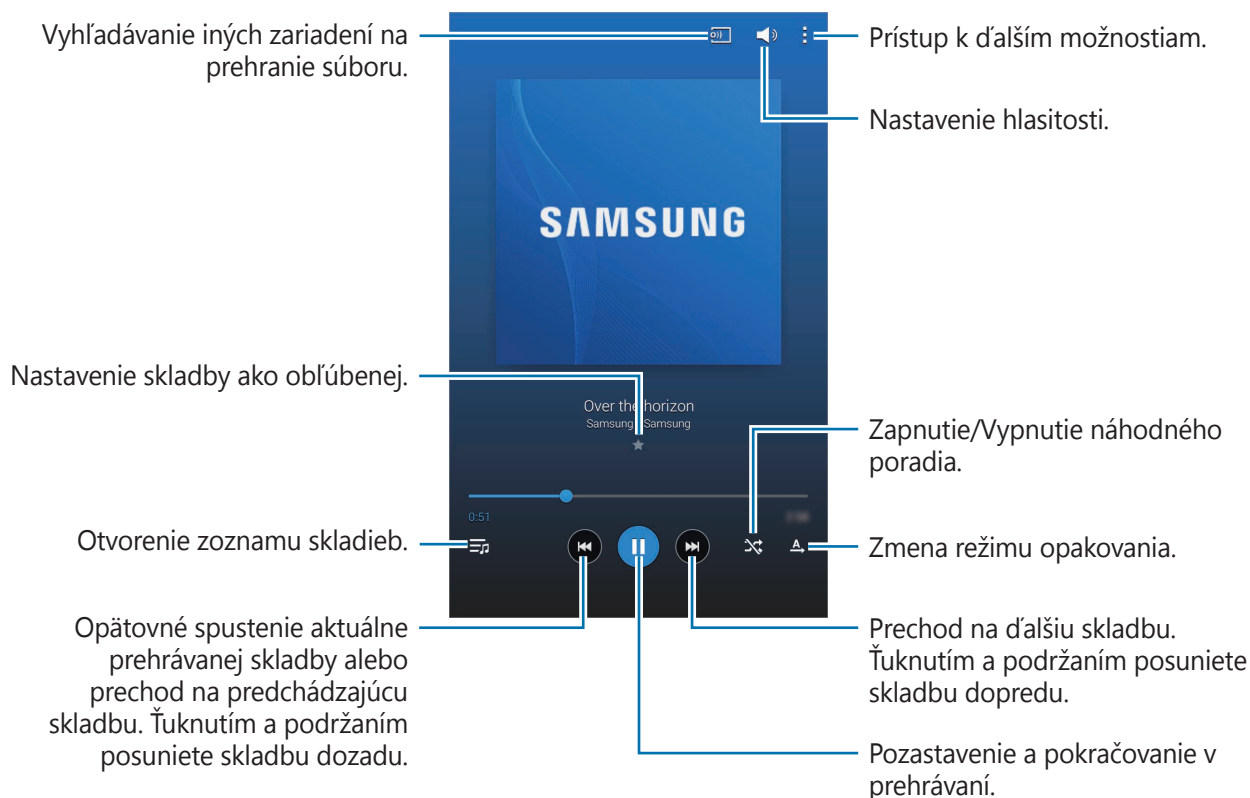 Vyhľadávanie iných zariadení na
prehranie súboru.
Prístup k ďalším možnostiam.
Nastavenie hlasitosti.
SAMSUNG
Nastavenie skladby ako obľúbenej.
Over the horizon
Samsung Samsung
Zapnutie/Vypnutie náhodného
poradia.
0:51
Otvorenie zoznamu skladieb.
A
Zmena režimu opakovania.
Opätovné spustenie aktuálne
prehrávanej skladby alebo
prechod na predchádzajúcu
skladbu. Ťuknutím a podržaním
posuniete skladbu dozadu.
Prechod na ďalšiu skladbu.
Ťuknutím a podržaním posuniete
skladbu dopredu.
Pozastavenie a pokračovanie v
prehrávaní.